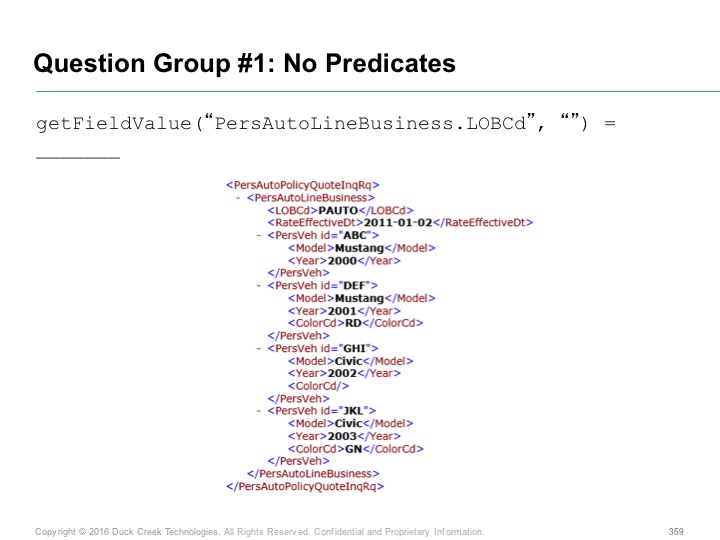 Question Group #1: No Predicates
getFieldValue(“PersAutoLineBusiness.LOBCd”, “”) =
_______
<PersAutoPolicyQuoteInqRq>
- <PersAutoLineBusiness>
<LOBCd>PAUTO</LOBCd>
<RateEffectiveDt>2011-01-02</RateEffectiveDt>
- <PersVeh id="ABC">
<Model>Mustang</Model>
<Year>2000</Year>
</PersVeh>
- <PersVeh id="DEF">
<Model>Mustang</Model>
<Year>2001</Year>
<ColorCd>RD</ColorCd>
</PersVeh>
- <PersVeh id="GHI">
<Model>Civic</Model>
<Year>2002</Year>
<ColorCd/>
</PersVeh>
- <PersVeh id="JKL">
<Model>Civic</Model>
<Year>2003</Year>
<ColorCd>GN</ColorCd>
</PersVeh>
</PersAutoLineBusiness>
</PersAutoPolicyQuoteInqRq>
Copyright © 2016 Duck Creek Technologies. All Rights Reserved. Confidential and Proprietary Information. 359